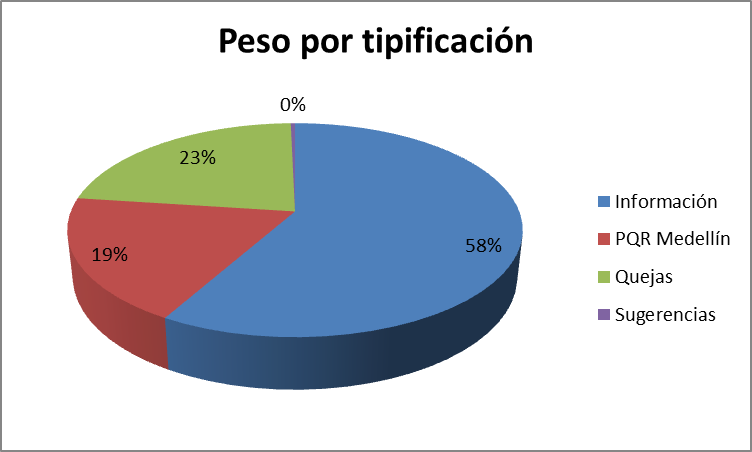 Peso por tipificación
0%
23%
19%
58%
Información
PQR Medellín
Quejas
Sugerencias